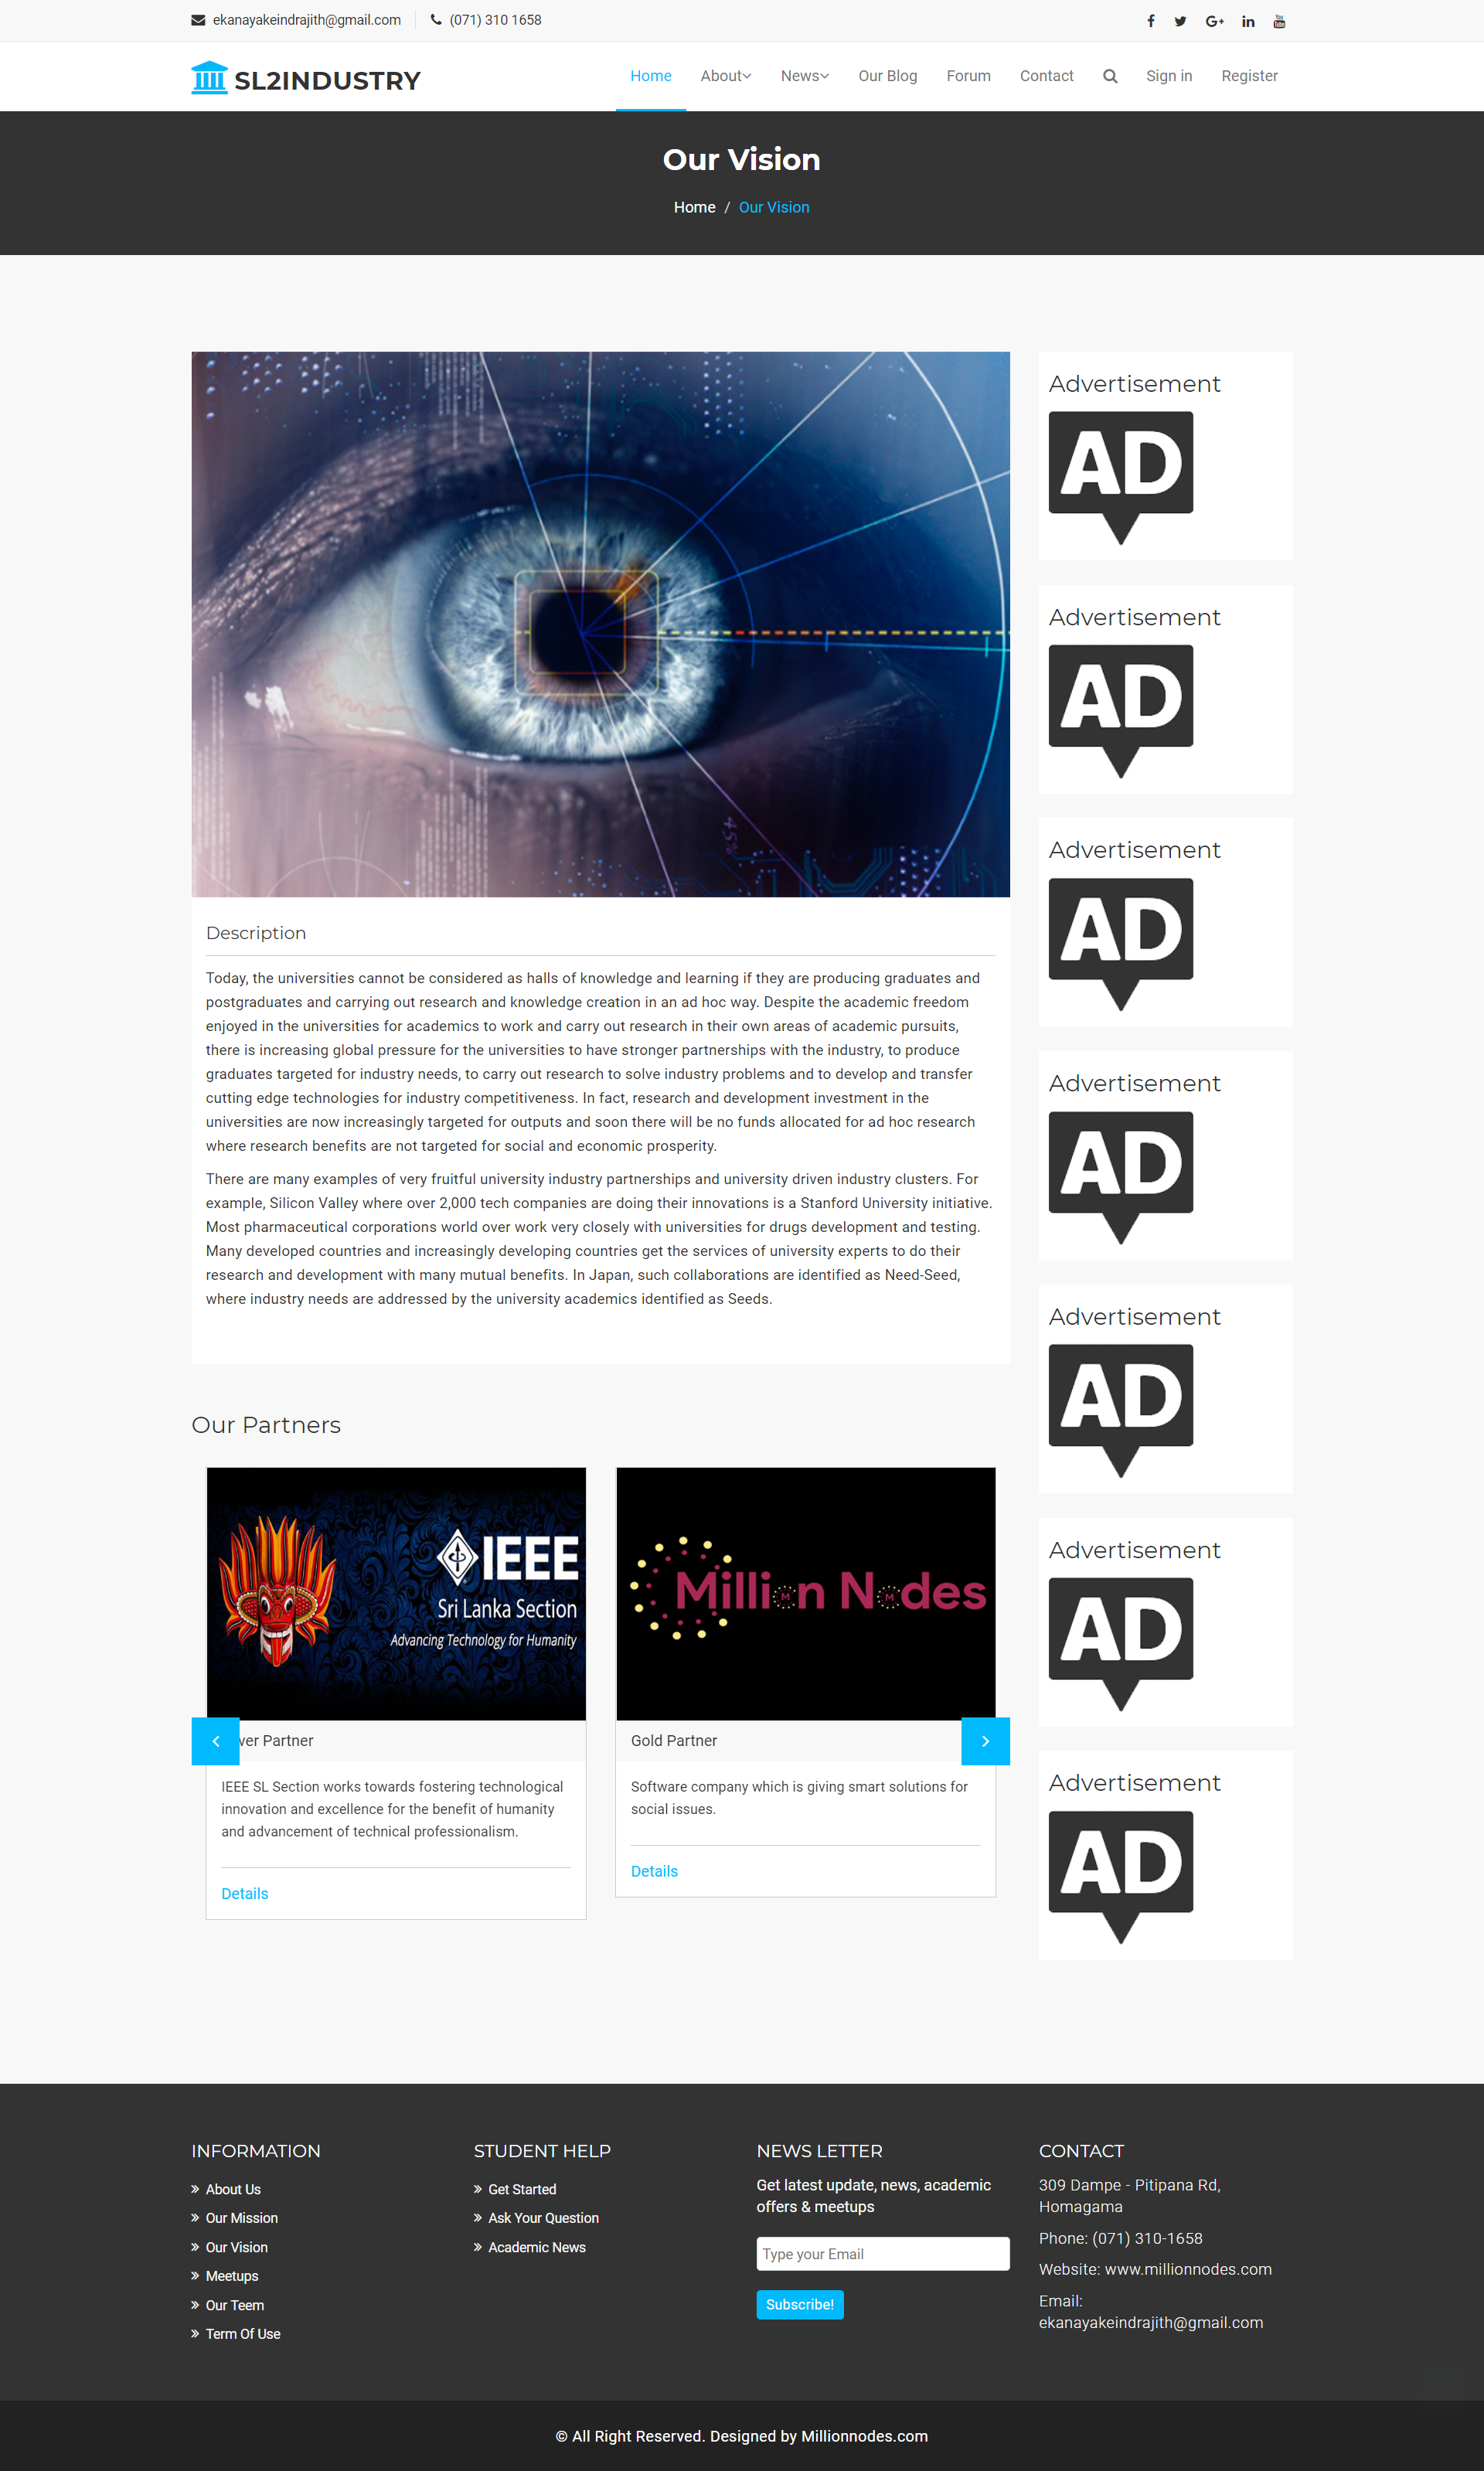 ekanayakeindrajith@gmail.com
(071) 310 1658
SL2INDUSTRY
Home
About
News
Our Blog
Forum
Contact
Sign in
Register
Our Vision
Home / Our Vision
Description
Today, the universities cannot be considered as halls of knowledge and learning if they are producing graduates and
postgraduates and carrying out research and knowledge creation in an ad hoc way. Despite the academic freedom
enjoyed in the universities for academics to work and carry out research in their own areas of academic pursuits,
there is increasing global pressure for the universities to have stronger partnerships with the industry, to produce
graduates targeted for industry needs, to carry out research to solve industry problems and to develop and transfer
cutting edge technologies for industry competitiveness. In fact, research and development investment in the
universities are now increasingly targeted for outputs and soon there will be no funds allocated for ad hoc research
where research benefits are not targeted for social and economic prosperity.
There are many examples of very fruitful university industry partnerships and university driven industry clusters. For
example, Silicon Valley where over 2,000 tech companies are doing their innovations is a Stanford University initiative.
Most pharmaceutical corporations world over work very closely with universities for drugs development and testing.
Many developed countries and increasingly developing countries get the services of university experts to do their
research and development with many mutual benefits. In Japan, such collaborations are identified as Need-Seed,
where industry needs are addressed by the university academics identified as Seeds.
Our Partners
IEEE
Sri Lanka Section
Advancing Technology for Humanity
ver Partner
IEEE SL Section works towards fostering technological
innovation and excellence for the benefit of humanity
and advancement of technical professionalism.
Details
Million Nodes
Gold Partner
Software company which is giving smart solutions for
social issues.
Details
Advertisement
AD
Advertisement
AD
Advertisement
AD
Advertisement
AD
Advertisement
AD
Advertisement
AD
Advertisement
AD
INFORMATION
About Us
Our Mission
Our Vision
Meetups
Our Teem
Term Of Use
STUDENT HELP
Get Started
Ask Your Question
Academic News
NEWS LETTER
Get latest update, news, academic
offers & meetups
Type your Email
Subscribe!
CONTACT
309 Dampe - Pitipana Rd,
Homagama
Phone: (071) 310-1658
Website: www.millionnodes.com
Email:
ekanayakeindrajith@gmail.com
© All Right Reserved. Designed by Millionnodes.com